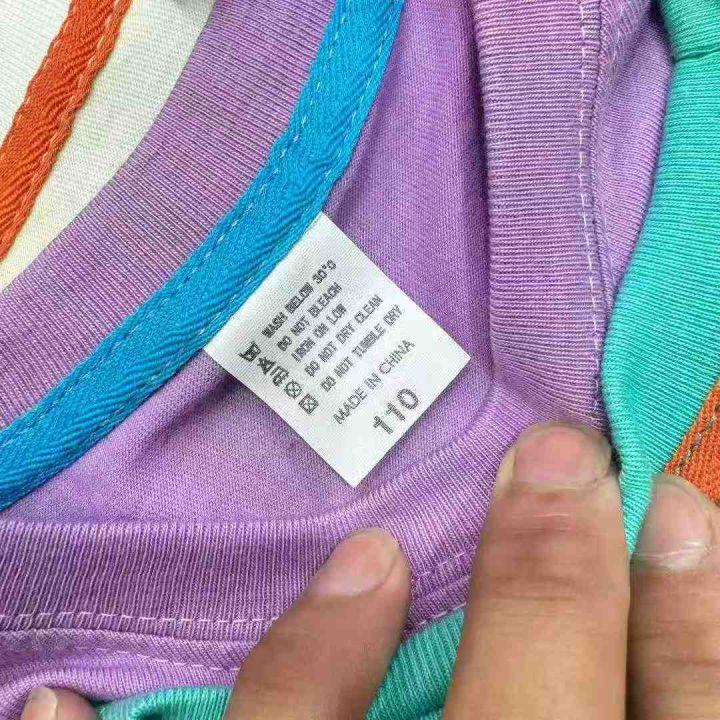 WASH BELOW 30°C
DO NOT BLEACH
IRON ON LOW
DO NOT DRY CLEAN
DO NOT TUMBLE DRY
MADE IN CHINA
110